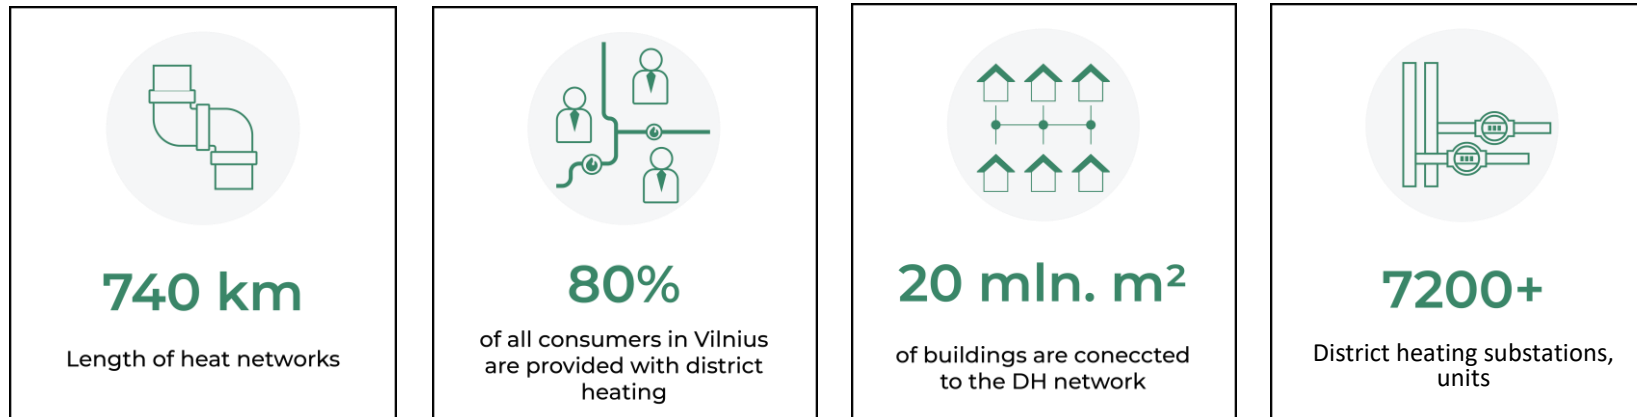 740 km
Length of heat networks
80%
of all consumers in Vilnius
are provided with district
heating
20 mln. m²
of buildings are coneccted
to the DH network
7200+
District heating substations,
units